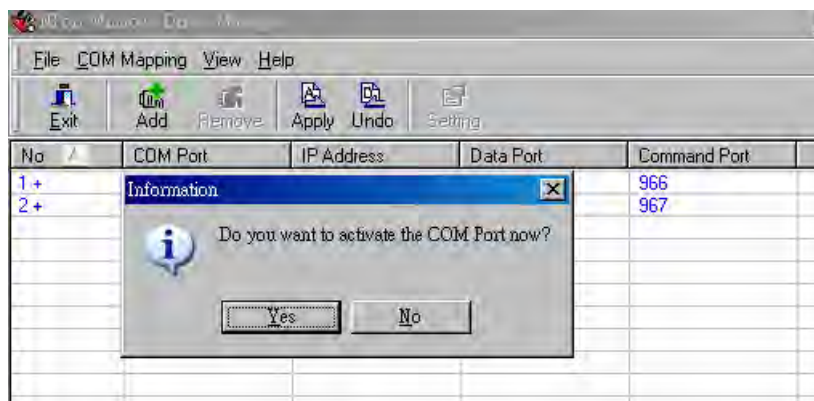 File COM Mapping View Help
Exit Add Remove Apply Undo Setting
No COM Port IP Address Data Port Command Port
1 + 966
2 + 967
Information
Do you want to activate the COM Port now?
Yes No